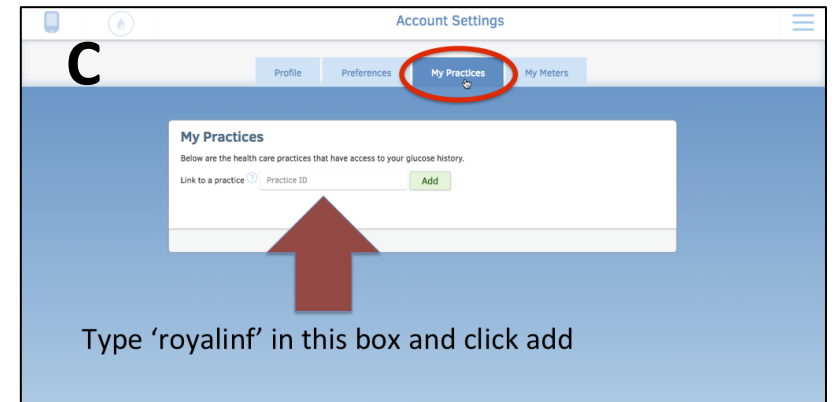 Account Settings
C
Profile Preferences My Practices My Meters
My Practices
Below are the health care practices that have access to your glucose history.
Link to a practice ? Practice ID Add
Type ‘royalinf’ in this box and click add